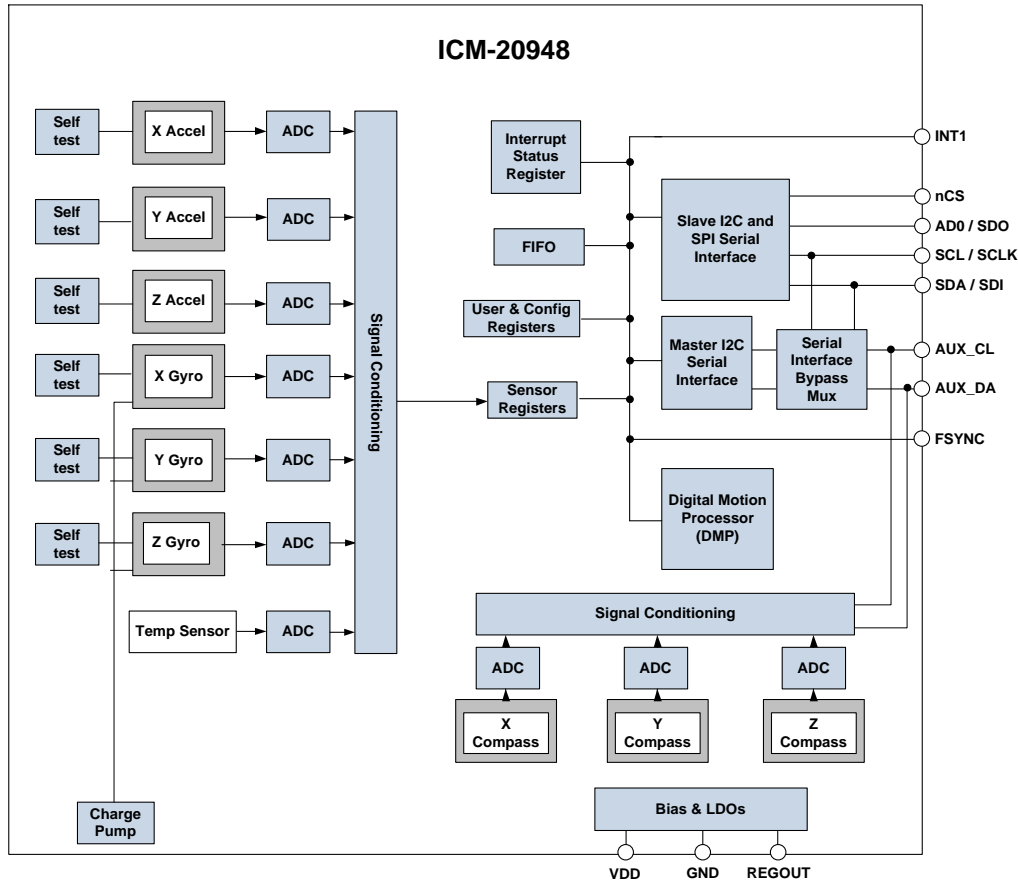 ICM-20948
Self
test
X Accel
ADC
Self
test
Y Accel
ADC
Self
test
Z Accel
ADC
Self
test
X Gyro
ADC
Self
test
Y Gyro
ADC
Self
test
Z Gyro
ADC
Temp Sensor
ADC
Charge
Pump
Signal Conditioning
Interrupt
Status
Register
FIFO
User & Config
Registers
Sensor
Registers
Slave I2C and
SPI Serial
Interface
Master I2C
Serial
Interface
Serial
Interface
Bypass
Mux
Digital Motion
Processor
(DMP)
INT1
nCS
AD0 / SDO
SCL / SCLK
SDA / SDI
AUX_CL
AUX_DA
FSYNC
Signal Conditioning
ADC
ADC
ADC
X
Compass
Y
Compass
Z
Compass
Bias & LDOs
VDD
GND
REGOUT